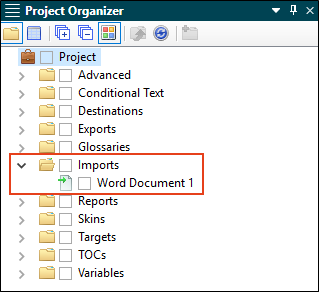 Project Organizer
Project
Advanced
Conditional Text
Destinations
Exports
Glossaries
Imports
Word Document 1
Reports
Skins
Targets
TOCs
Variables